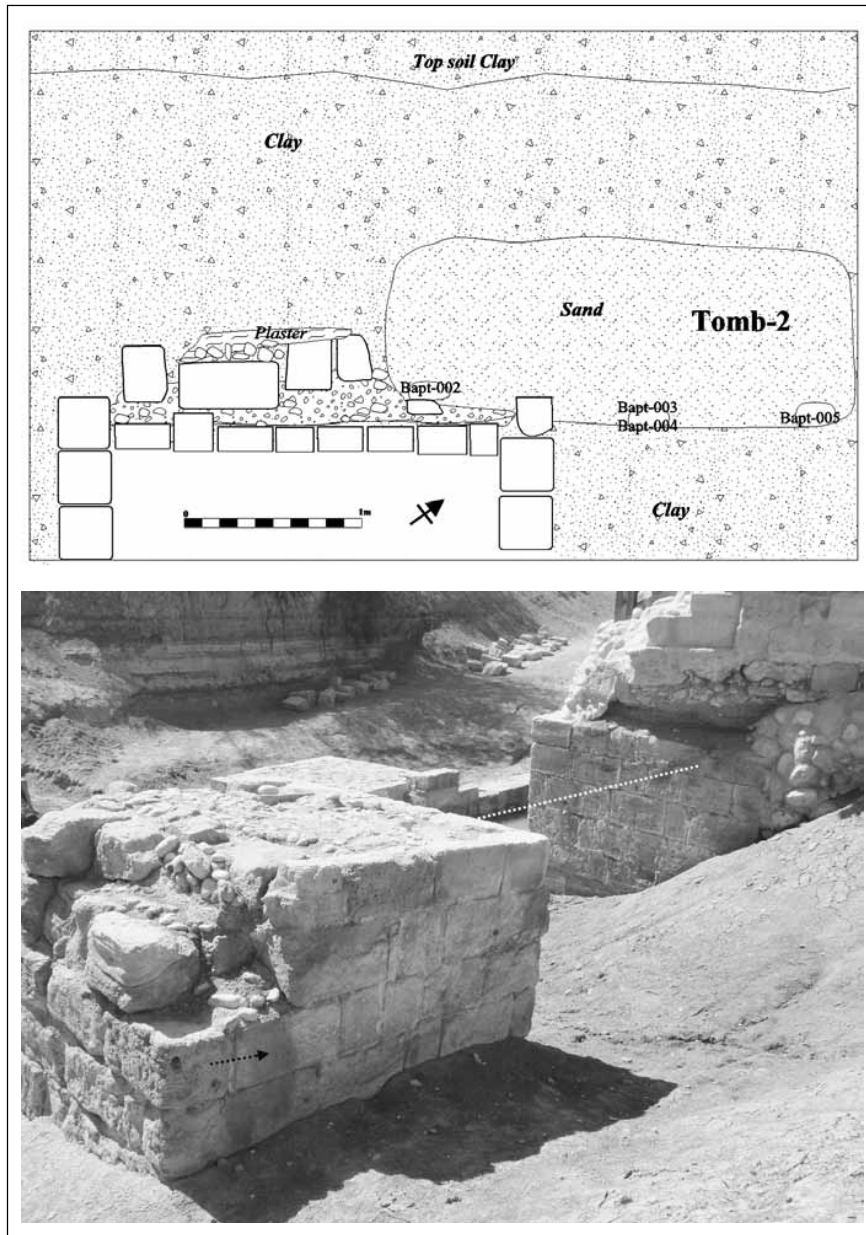 Top soil Clay
Clay
Sand
Tomb-2
Plaster
Bapt-002
Bapt-003
Bapt-004
Bapt-005
Clay
0
1m